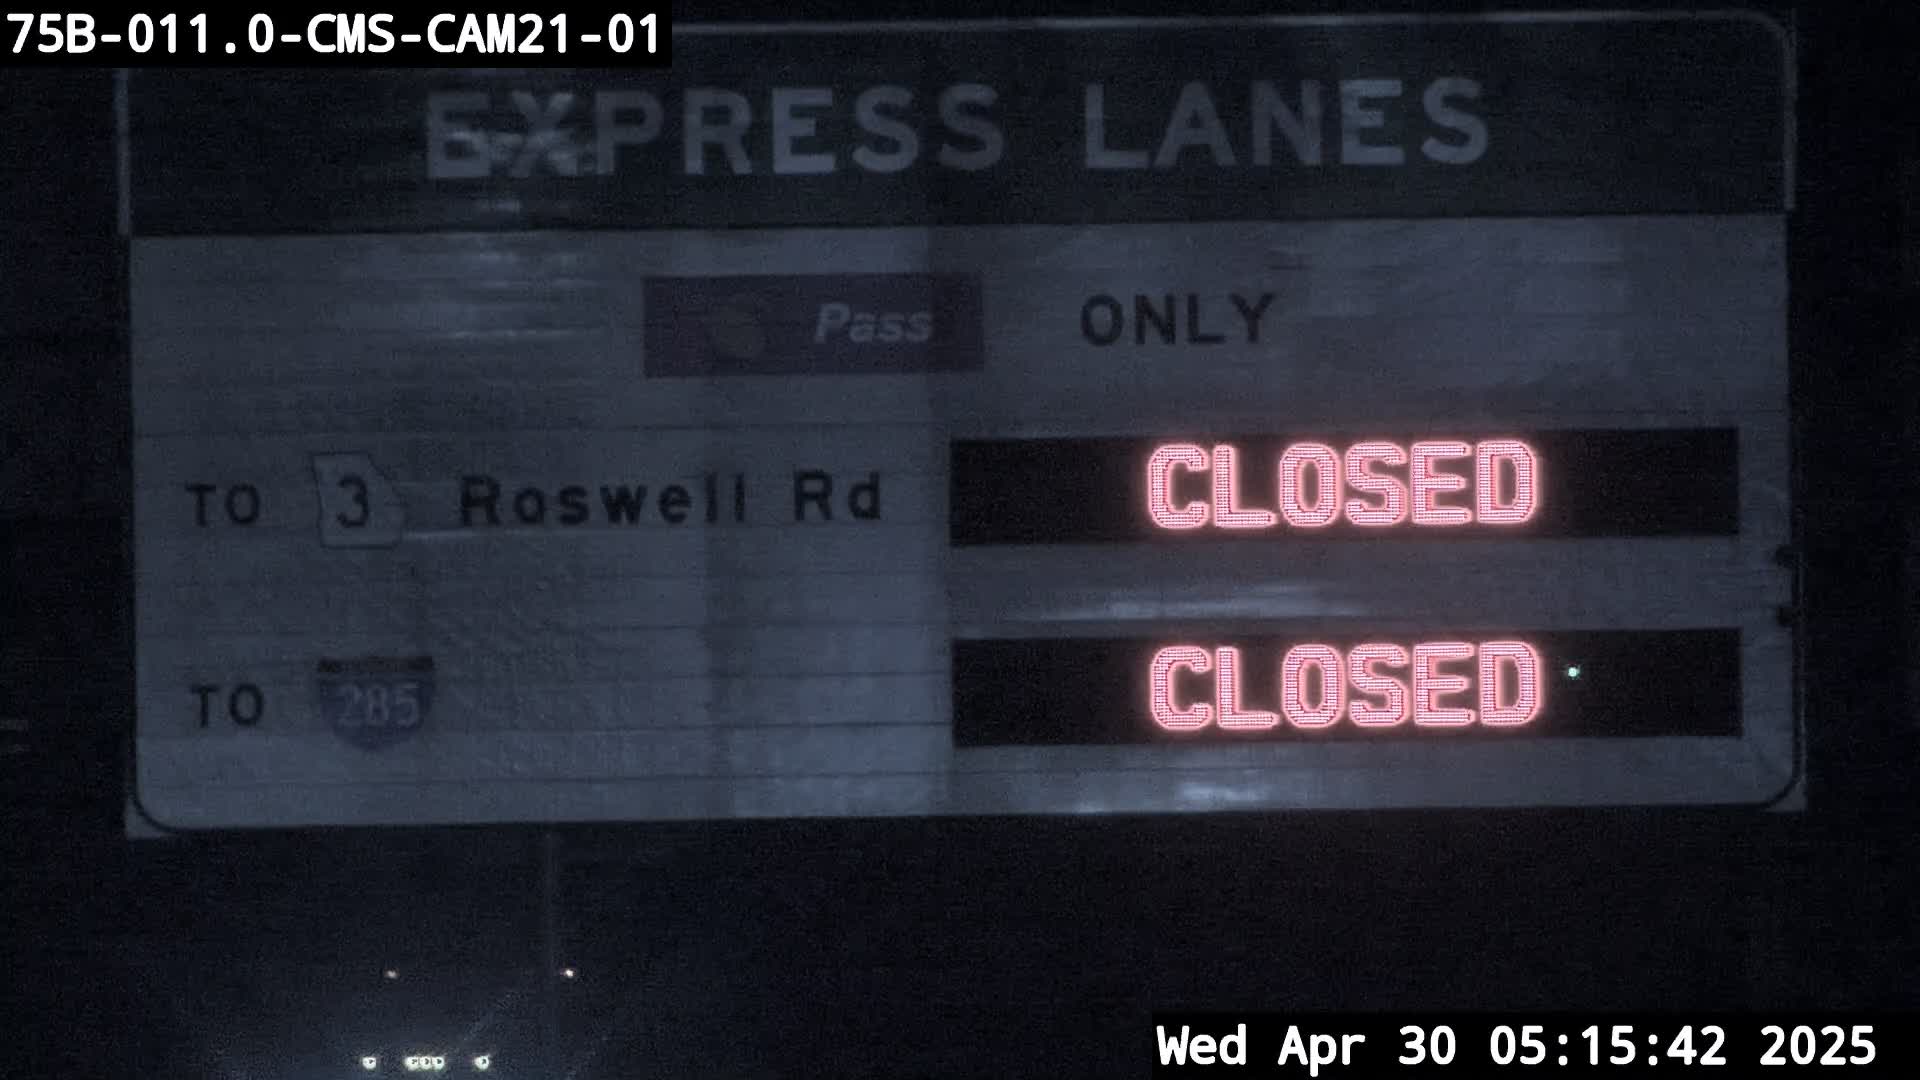 75B-011.0-CMS-CAM21-01
EXPRESS LANES
Pass ONLY
TO 3 Roswell Rd CLOSED
TO 285 CLOSED
Wed Apr 30 05:15:42 2025